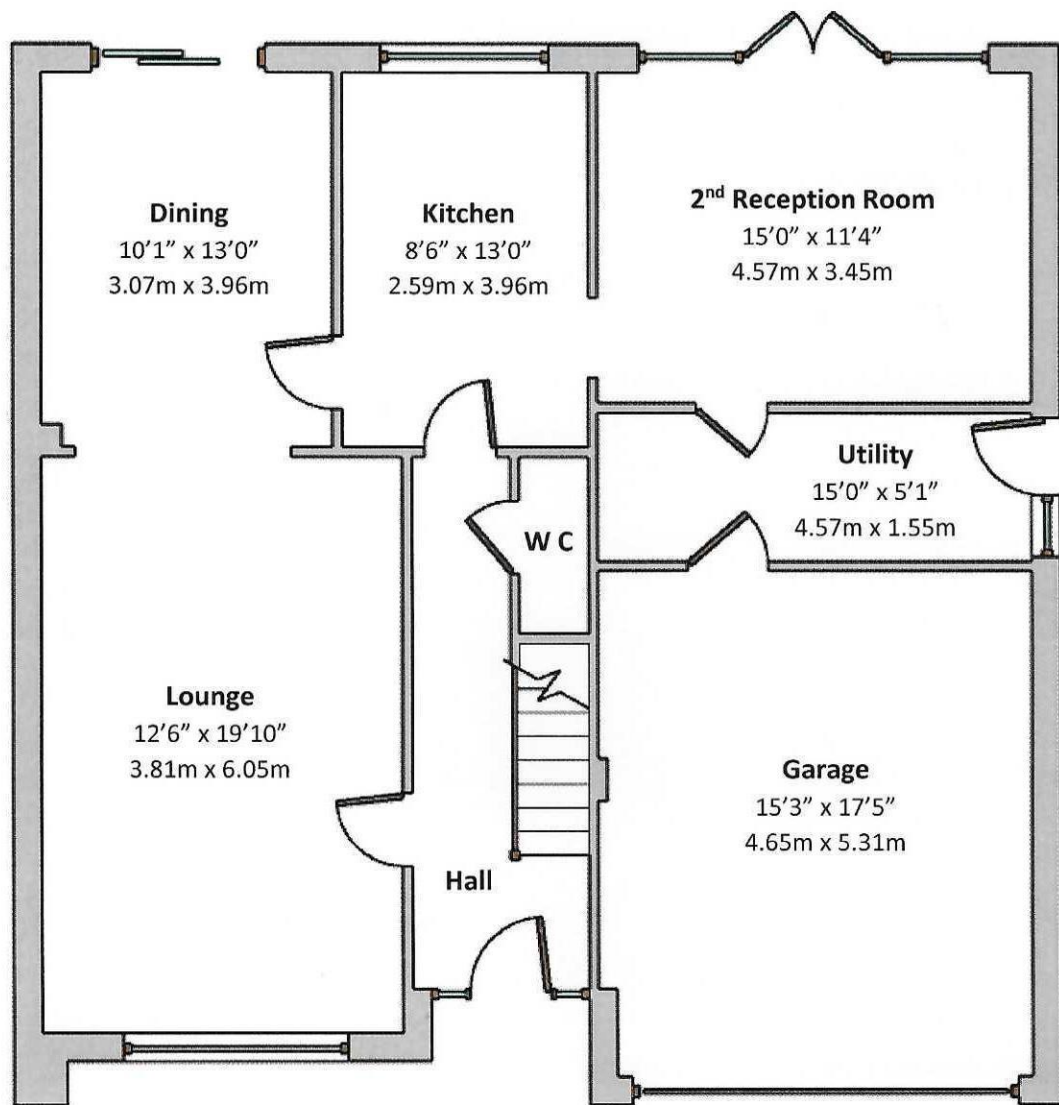 Dining
10’1” x 13’0”
3.07m x 3.96m
Kitchen
8’6” x 13’0”
2.59m x 3.96m
2nd Reception Room
15’0” x 11’4”
4.57m x 3.45m
Utility
15’0” x 5’1”
4.57m x 1.55m
W C
Lounge
12’6” x 19’10”
3.81m x 6.05m
Garage
15’3” x 17’5”
4.65m x 5.31m
Hall